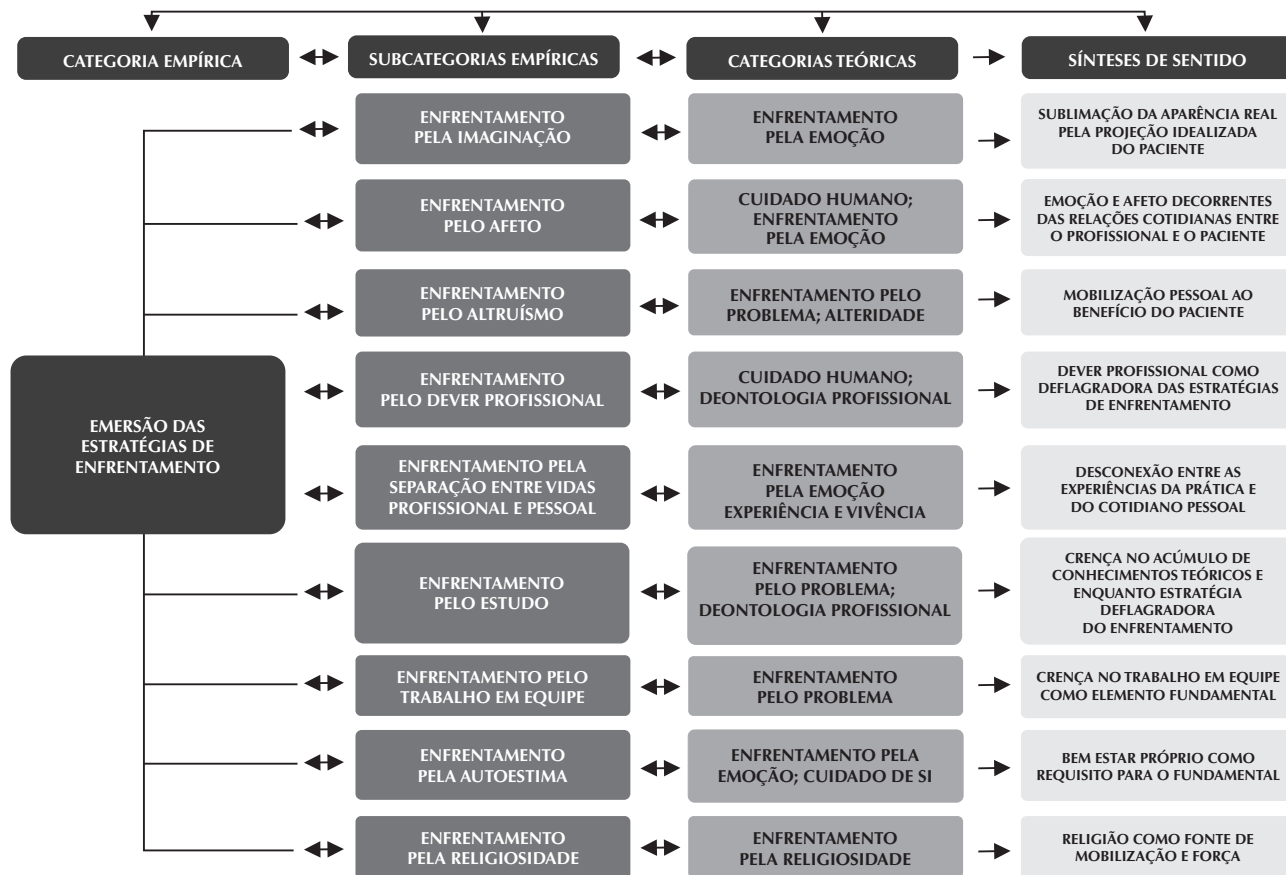 CATEGORIA EMPÍRICA
SUBCATEGORIAS EMPÍRICAS
CATEGORIAS TEÓRICAS
SÍNTESES DE SENTIDO
EMERSÃO DAS
ESTRATÉGIAS DE
ENFRENTAMENTO
ENFRENTAMENTO
PELA IMAGINAÇÃO
ENFRENTAMENTO
PELA EMOÇÃO
SUBLIMAÇÃO DA APARÊNCIA REAL
PELA PROJEÇÃO IDEALIZADA
DO PACIENTE
ENFRENTAMENTO
PELO AFETO
CUIDADO HUMANO;
ENFRENTAMENTO
PELA EMOÇÃO
EMOÇÃO E AFETO DECORRENTES
DAS RELAÇÕES COTIDIANAS ENTRE
O PROFISSIONAL E O PACIENTE
ENFRENTAMENTO
PELO ALTRUÍSMO
ENFRENTAMENTO PELO
PROBLEMA; ALTERIDADE
MOBILIZAÇÃO PESSOAL AO
BENEFÍCIO DO PACIENTE
ENFRENTAMENTO
PELO DEVER PROFISSIONAL
CUIDADO HUMANO;
DEONTOLOGIA PROFISSIONAL
DEVER PROFISSIONAL COMO
DEFLAGRADORA DAS ESTRATÉGIAS
DE ENFRENTAMENTO
ENFRENTAMENTO PELA
SEPARAÇÃO ENTRE VIDAS
PROFISSIONAL E PESSOAL
ENFRENTAMENTO
PELA EMOÇÃO
EXPERIÊNCIA E VIVÊNCIA
DESCONEXÃO ENTRE AS
EXPERIÊNCIAS DA PRÁTICA E
DO COTIDIANO PESSOAL
ENFRENTAMENTO
PELO ESTUDO
ENFRENTAMENTO
PELO PROBLEMA;
DEONTOLOGIA PROFISSIONAL
CRENÇA NO ACÚMULO DE
CONHECIMENTOS TEÓRICOS E
ENQUANTO ESTRATÉGIA
DEFLAGRADORA
DO ENFRENTAMENTO
ENFRENTAMENTO PELO
TRABALHO EM EQUIPE
ENFRENTAMENTO
PELO PROBLEMA
CRENÇA NO TRABALHO EM EQUIPE
COMO ELEMENTO FUNDAMENTAL
ENFRENTAMENTO
PELA AUTOESTIMA
ENFRENTAMENTO PELA
EMOÇÃO; CUIDADO DE SI
BEM ESTAR PRÓPRIO COMO
REQUISITO PARA O FUNDAMENTAL
ENFRENTAMENTO
PELA RELIGIOSIDADE
ENFRENTAMENTO
PELA RELIGIOSIDADE
RELIGIÃO COMO FONTE DE
MOBILIZAÇÃO E FORÇA